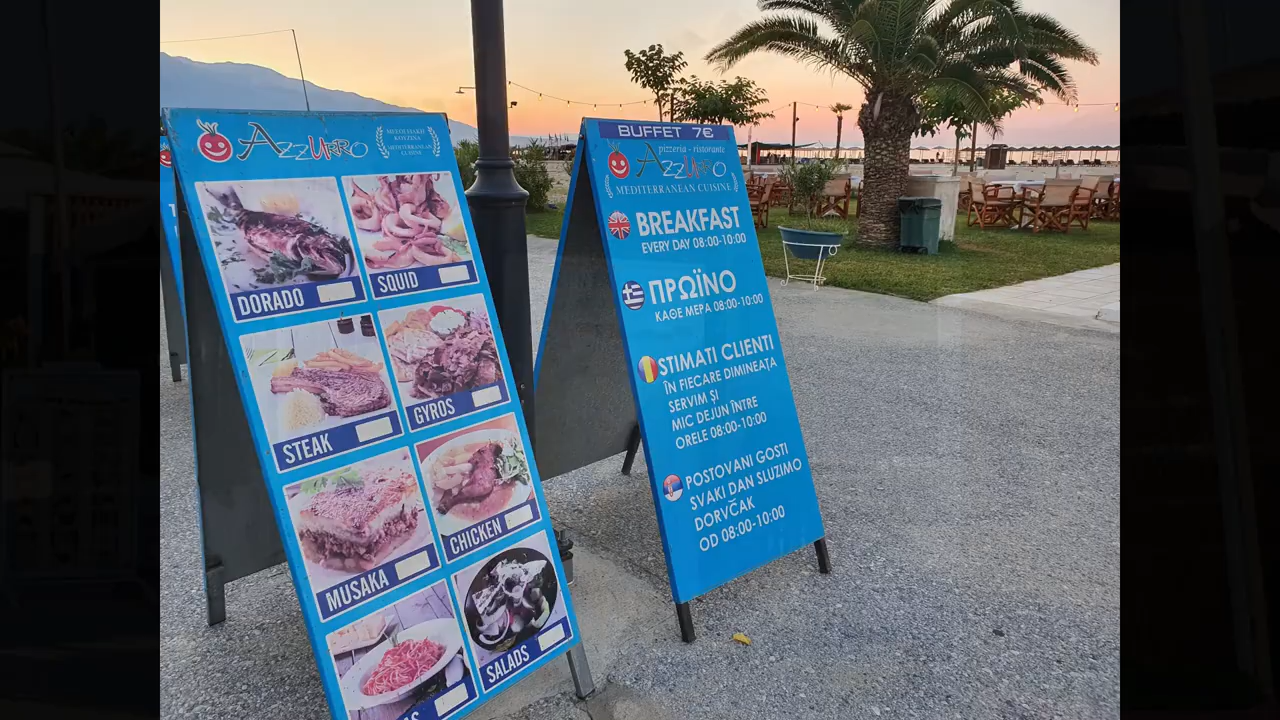 AZZURRO
ΜΕΣΟΓΕΙΑΚΗ
ΚΟΥΖΙΝΑ
MEDITERRANEAN
CUISINE
DORADO
SQUID
STEAK
GYROS
MUSAKA
CHICKEN
SALADS
BUFFET 7€
pizzeria - ristorante
AZZURRO
MEDITERRANEAN CUISINE
BREAKFAST
EVERY DAY 08:00-10:00
ΠΡΩΪΝΟ
ΚΑΘΕ ΜΕΡΑ 08:00-10:00
STIMATI CLIENTI
ÎN FIECARE DIMINEAȚA
SERVIM ȘI
MIC DEJUN ÎNTRE
ORELE 08:00-10:00
POSTOVANI GOSTI
SVAKI DAN SLUZIMO
DORVČAK
OD 08:00-10:00